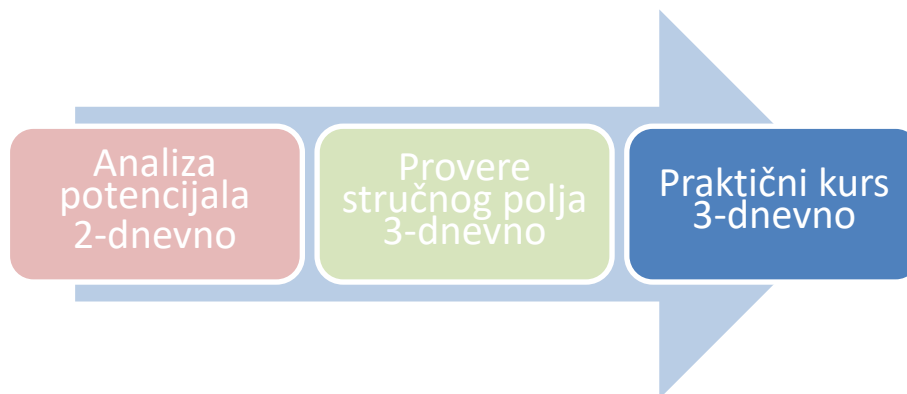 Analiza
potencijala
2-dnevno
Provere
stručnog polja
3-dnevno
Praktični kurs
3-dnevno